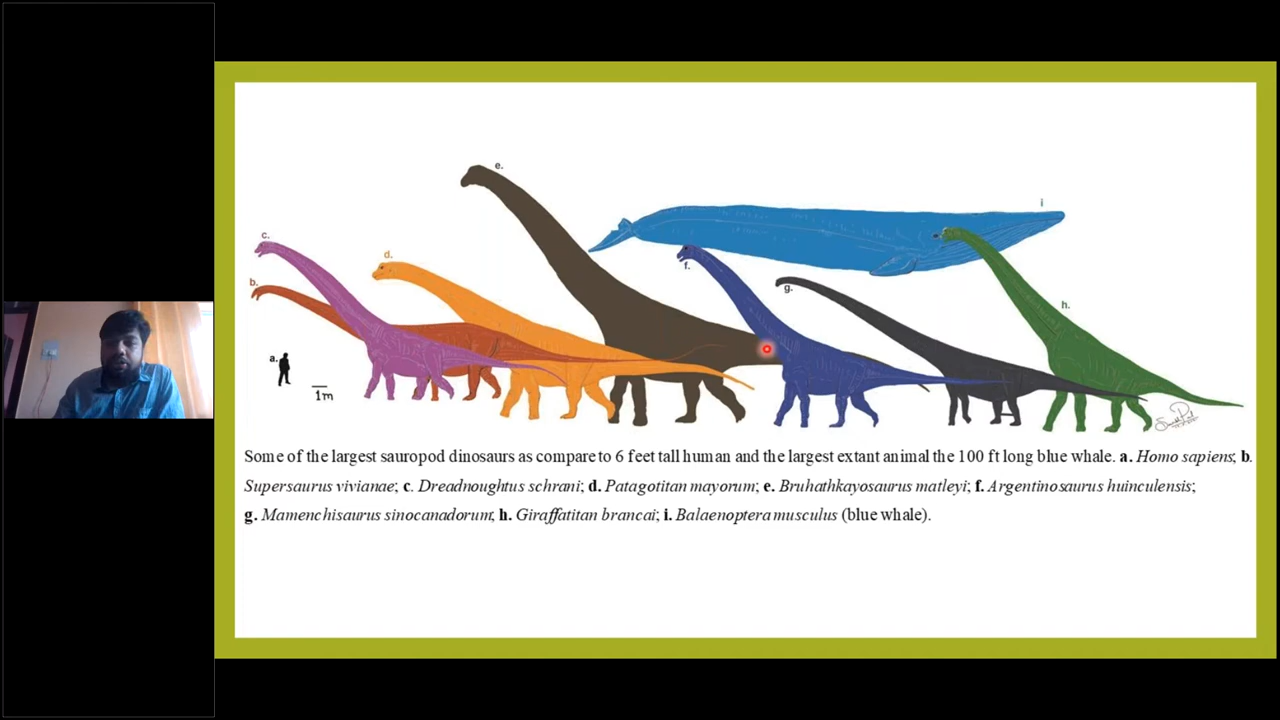 e.
i
c.
d.
f.
b.
g.
h.
a.
1m
Some of the largest sauropod dinosaurs as compare to 6 feet tall human and the largest extant animal the 100 ft long blue whale. a. Homo sapiens; b.
Supersaurus vivianae; c. Dreadnoughtus schrani; d. Patagotitan mayorum; e. Bruhathkayosaurus matleyi; f. Argentinosaurus huinculensis;
g. Mamenchisaurus sinocanadorum; h. Giraffatitan brancai; i. Balaenoptera musculus (blue whale).